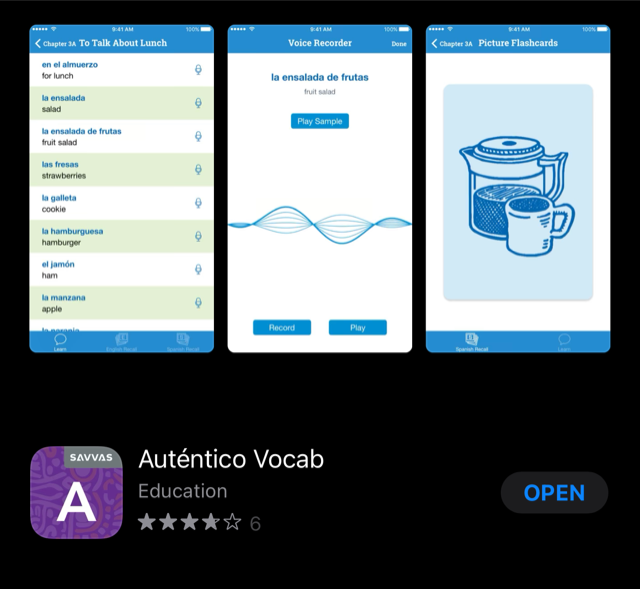 9:41 AM 100%
Chapter 3A To Talk About Lunch
en el almuerzo
for lunch
la ensalada
salad
la ensalada de frutas
fruit salad
las fresas
strawberries
la galleta
cookie
la hamburguesa
hamburger
el jamón
ham
la manzana
apple
la naranja
Learn English Recall Spanish Recall
9:41 AM 100%
Voice Recorder Done
la ensalada de frutas
fruit salad
Play Sample
Record Play
9:41 AM 100%
Chapter 3A Picture Flashcards
Spanish Recall Learn
SAVVAS
A
Auténtico Vocab
Education
6
OPEN